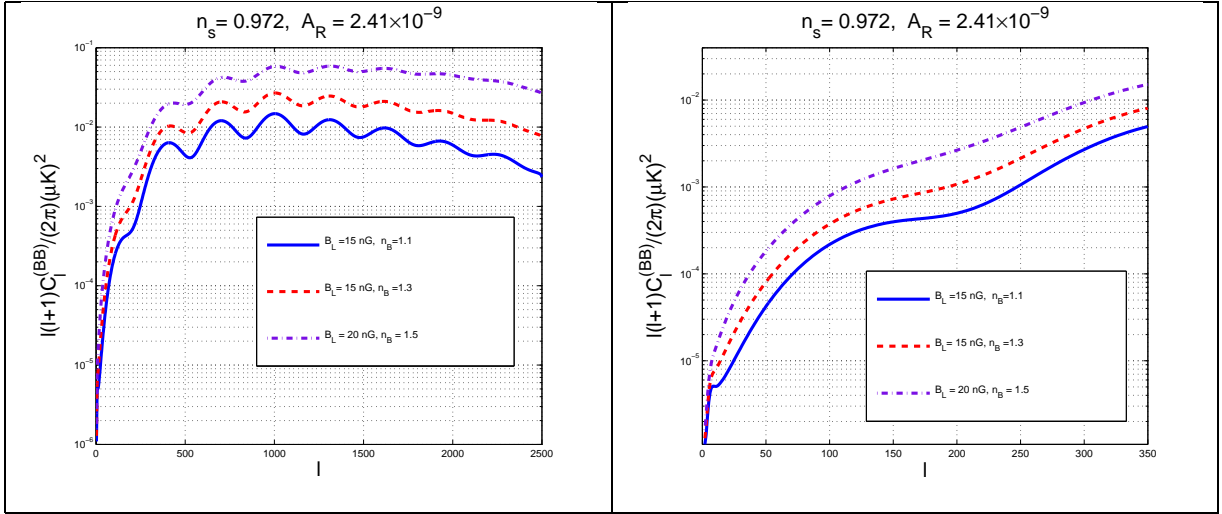 n_s= 0.972,  A_R = 2.41×10^−9
l(l+1)C_l^(BB)/(2π)(μK)^2
10^−1
10^−2
10^−3
10^−4
10^−5
10^−6
B_L =15 nG,  n_B=1.1
B_L= 15 nG, n_B=1.3
B_L = 20 nG, n_B = 1.5
0 500 1000 1500 2000 2500
l
n_s= 0.972,  A_R = 2.41×10^−9
l(l+1)C_l^(BB)/(2π)(μK)^2
10^−2
10^−3
10^−4
10^−5
B_L =15 nG,  n_B=1.1
B_L= 15 nG, n_B=1.3
B_L = 20 nG, n_B = 1.5
0 50 100 150 200 250 300 350
l